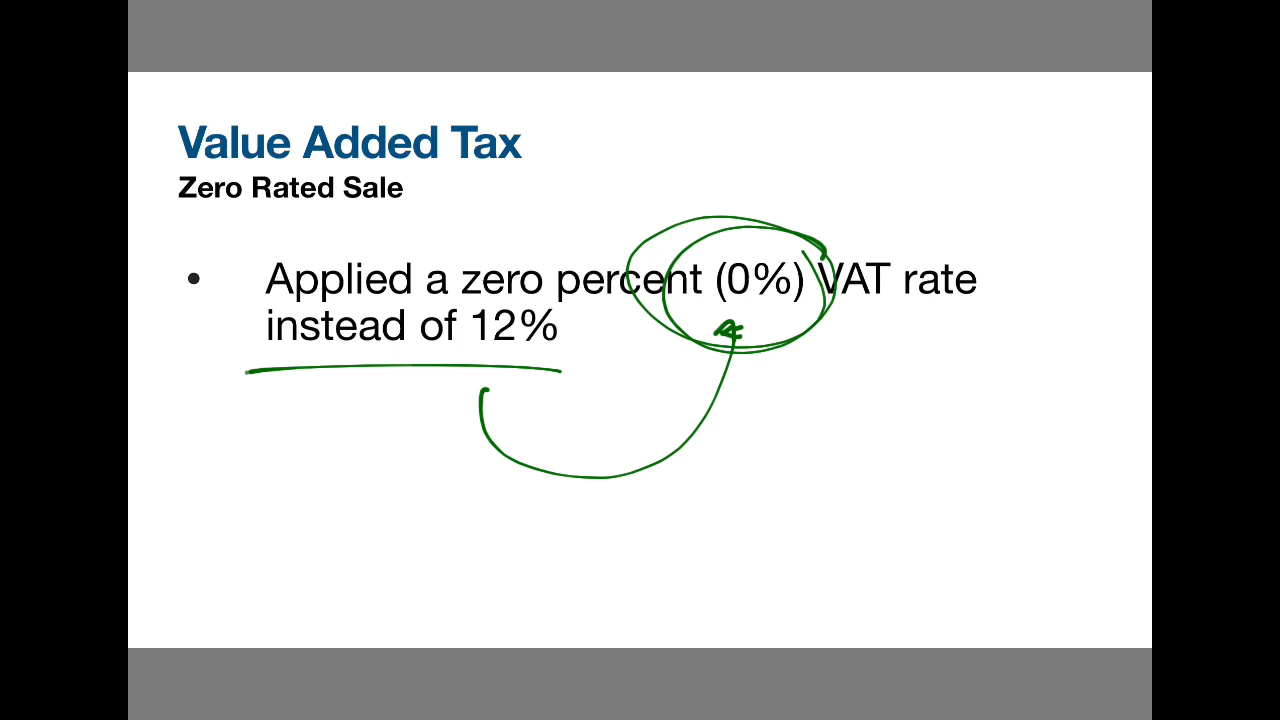 Value Added Tax
Zero Rated Sale
• Applied a zero percent (0%) VAT rate
instead of 12%